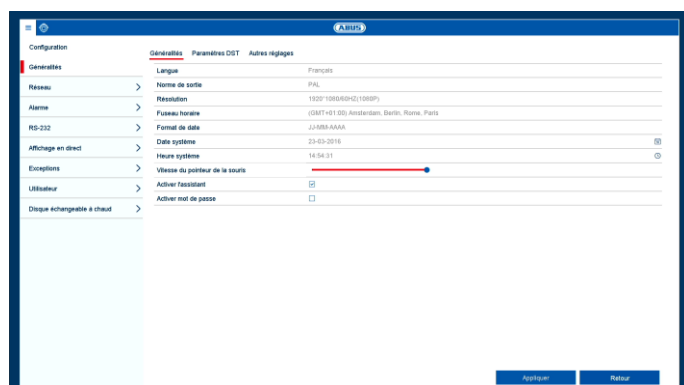 ABUS
Configuration
Généralités
Réseau
Alarme
RS-232
Affichage en direct
Exceptions
Utilisateur
Disque échangeable à chaud
Généralités Paramètres DST Autres réglages
Langue Français
Norme de sortie PAL
Résolution 1920*1080/60HZ(1080P)
Fuseau horaire (GMT+01:00) Amsterdam, Berlin, Rome, Paris
Format de date JJ-MM-AAAA
Date système 23-03-2016
Heure système 14:54:31
Vitesse du pointeur de la souris
Activer l'assistant
Activer mot de passe
Appliquer Retour